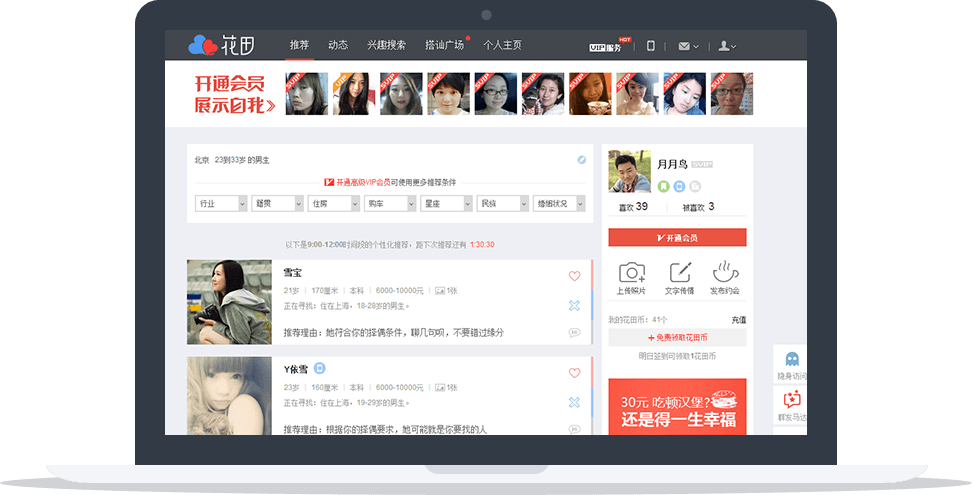 花田 推荐 动态 兴趣搜索 搭讪广场 个人主页 VIP服务 HOT
开通会员
展示自我
SVIP VIP SVIP SVIP SVIP SVIP SVIP SVIP SVIP SVIP
北京 23到33岁 的男生
开通高级VIP会员可使用更多推荐条件
行业 籍贯 住房 购车 星座 民族 婚姻状况
以下是9:00-12:00时间段的个性化推荐，距下次推荐还有 1:30:30
雪宝
21岁 | 170厘米 | 本科 | 6000-10000元 | 1张
正在寻找：住在上海，18-28岁的男生»
推荐理由：她符合你的择偶条件，聊几句呗，不要错过缘分
Hi
Y依雪
23岁 | 160厘米 | 本科 | 6000-10000元 | 1张
正在寻找：住在上海，19-29岁的男生»
推荐理由：根据你的择偶要求，她可能就是你要找的人
Hi
月月鸟 SVIP
喜欢 39 | 被喜欢 3
开通会员
上传照片 文字传情 发布约会
我的花田币：41个 充值
+ 免费领取花田币
明日签到可领取1花田币
30元 吃顿汉堡?
还是得一生幸福
隐身访问
群发马达